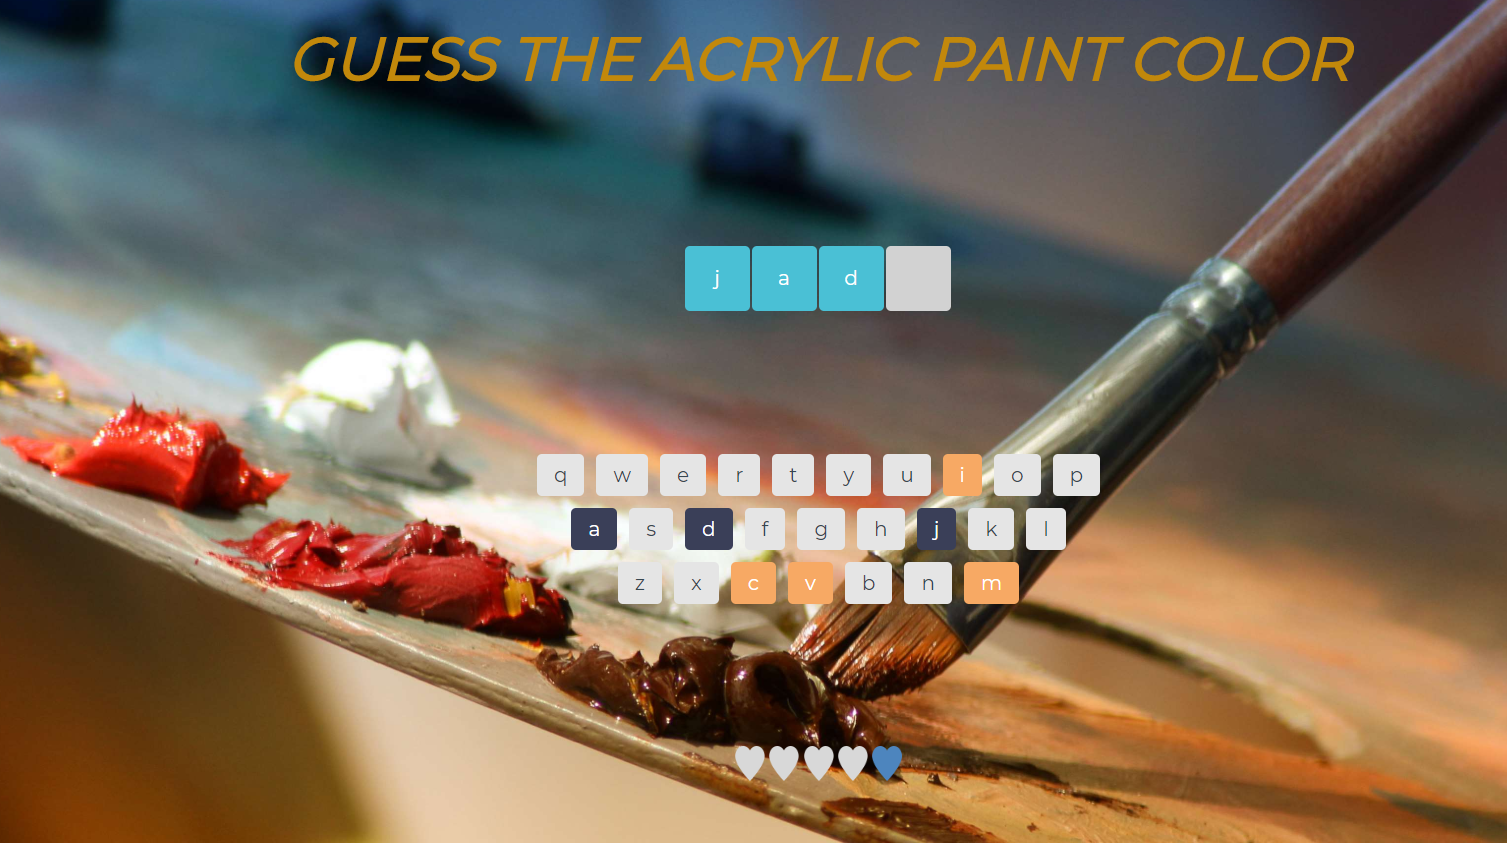 GUESS THE ACRYLIC PAINT COLOR
j a d
q w e r t y u i o p
a s d f g h j k l
z x c v b n m